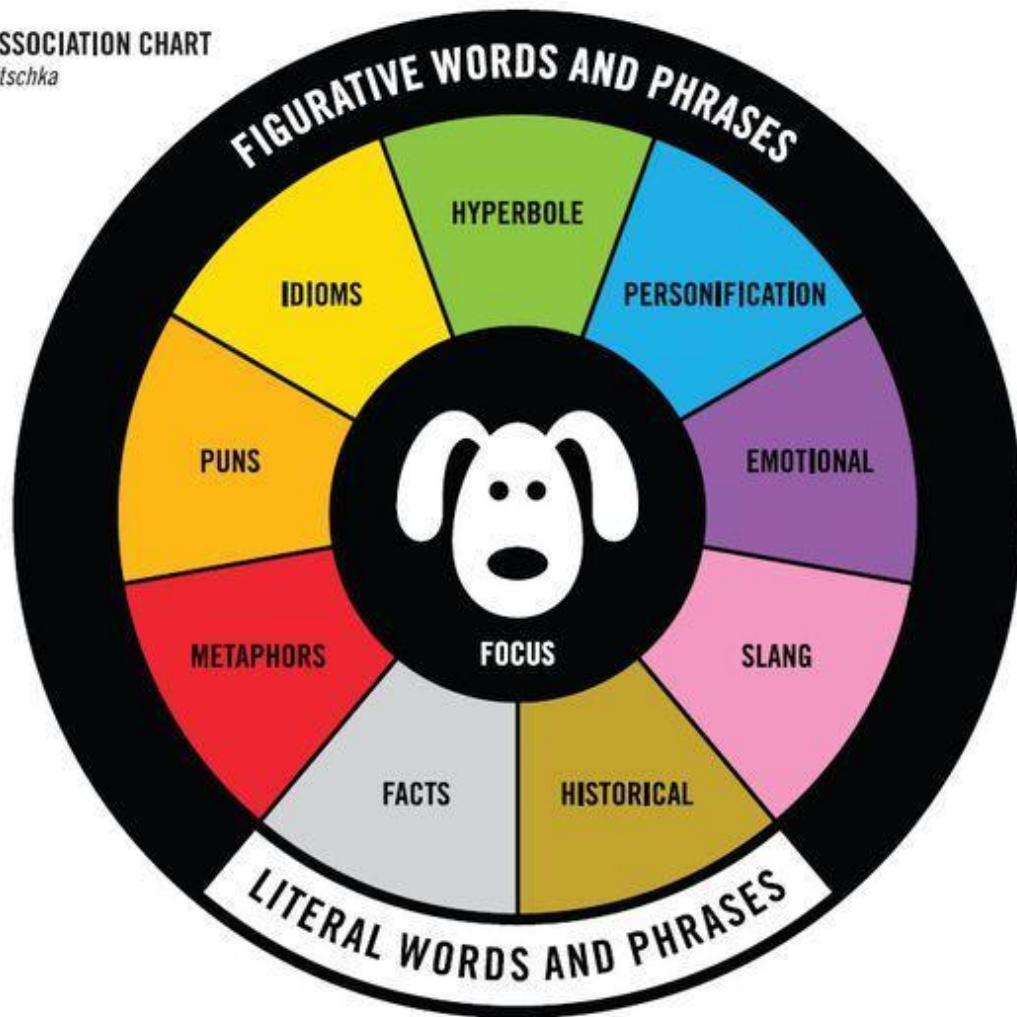 SSOCIATION CHART
tschka
FIGURATIVE WORDS AND PHRASES
HYPERBOLE
IDIOMS
PERSONIFICATION
PUNS
EMOTIONAL
METAPHORS
FOCUS
SLANG
FACTS
HISTORICAL
LITERAL WORDS AND PHRASES